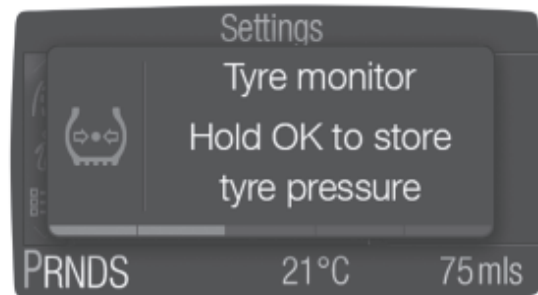 Settings
Tyre monitor
Hold OK to store
tyre pressure
PRNDS 21°C 75mls